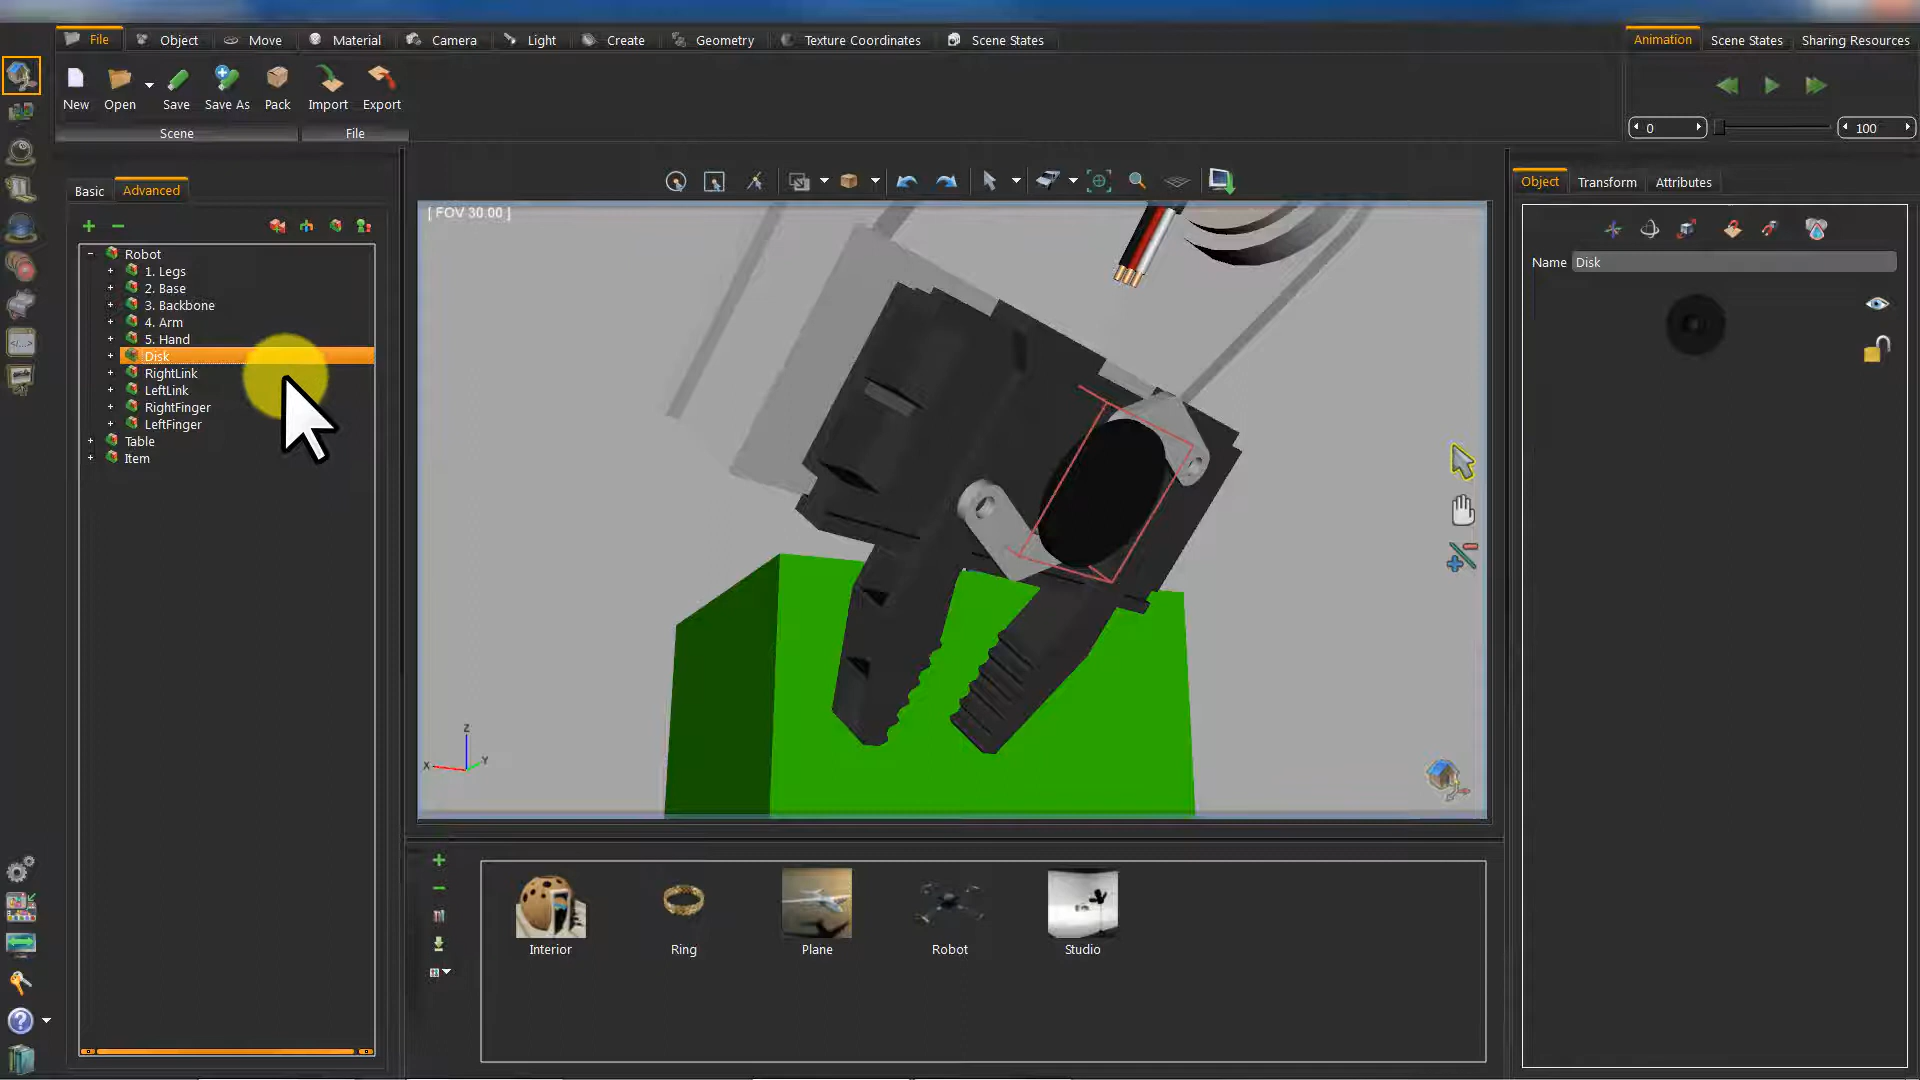 File Object Move Material Camera Light Create Geometry Texture Coordinates Scene States Animation Scene States Sharing Resources
New Open Save Save As Pack Import Export
Scene File
0 100
Basic Advanced
Object Transform Attributes
[ FOV 30.00 ]
Name Disk
Robot
1. Legs
2. Base
3. Backbone
4. Arm
5. Hand
Disk
RightLink
LeftLink
RightFinger
LeftFinger
Table
Item
Z
X Y
Interior Ring Plane Robot Studio